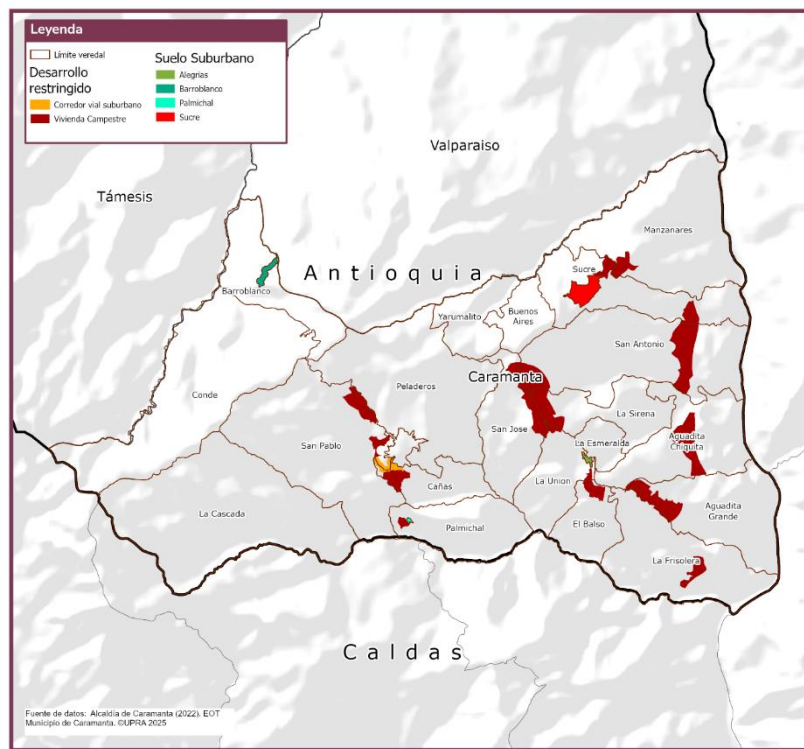 Leyenda
Límite veredal
Desarrollo
restringido
Corredor vial suburbano
Vivienda Campestre
Suelo Suburbano
Alegrias
Barroblanco
Palmichal
Sucre
Valparaiso
Támesis
Manzanares
Antioquia
Sucre
Barroblanco
Buenos
Aires
Yarumalito
San Antonio
Caramanta
Peladeros
Conde
La Sirena
San Jose
San Pablo
La Esmeralda
Aguadita
Chiquita
La Union
Cañas
Aguadita
Grande
La Cascada
El Balso
Palmichal
La Frisolera
Caldas
Fuente de datos: Alcaldía de Caramanta (2022). EOT
Municipio de Caramanta. ©UPRA 2025